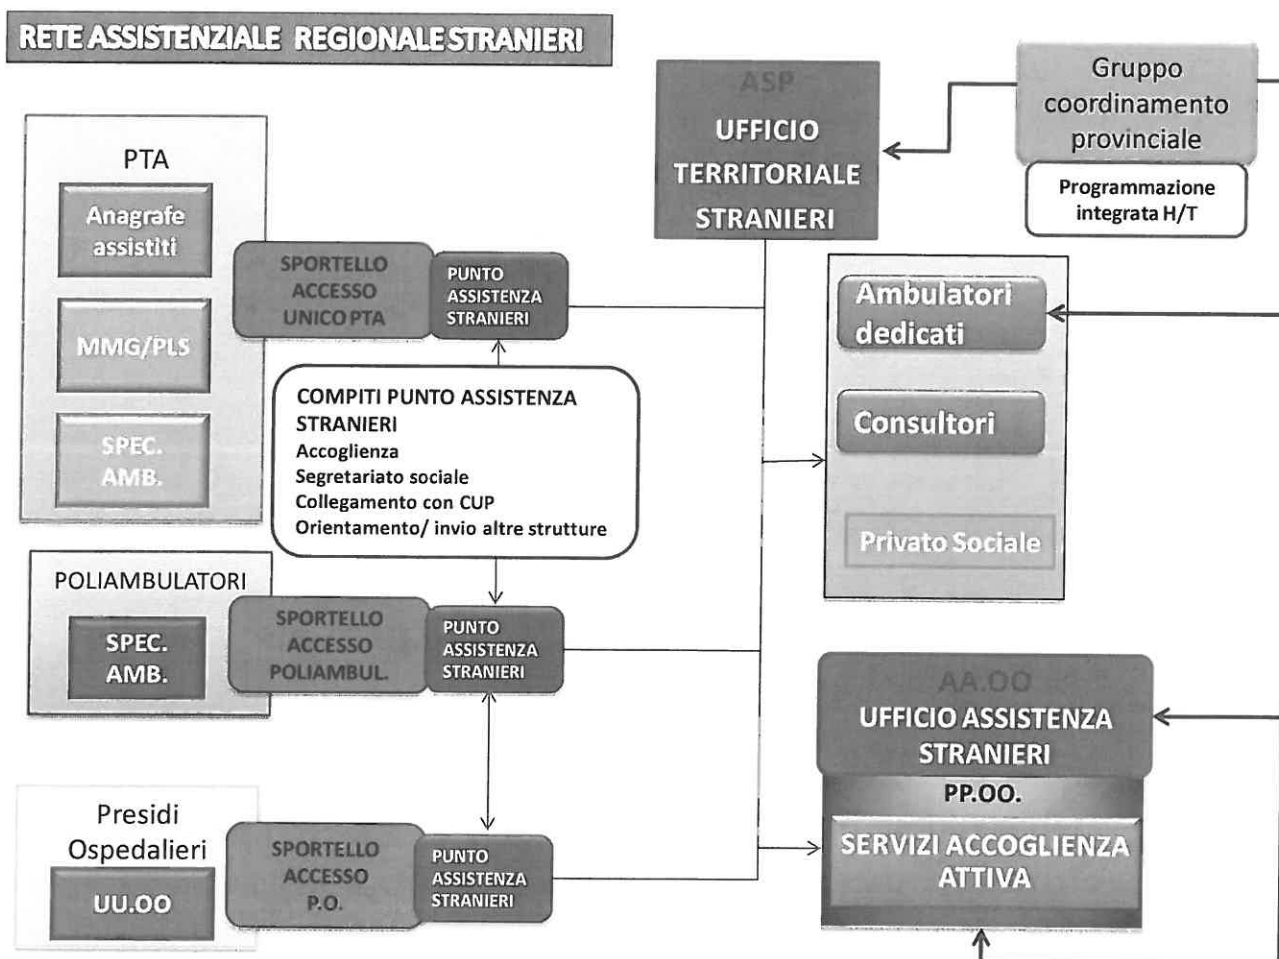 RETE ASSISTENZIALE REGIONALE STRANIERI
ASP
UFFICIO
TERRITORIALE
STRANIERI
Gruppo
coordinamento
provinciale
Programmazione
integrata H/T
PTA
Anagrafe
assistiti
MMG/PLS
SPEC.
AMB.
SPORTELLO
ACCESSO
UNICO PTA
PUNTO
ASSISTENZA
STRANIERI
COMPITI PUNTO ASSISTENZA
STRANIERI
Accoglienza
Segretariato sociale
Collegamento con CUP
Orientamento/ invio altre strutture
Ambulatori
dedicati
Consultori
Privato Sociale
POLIAMBULATORI
SPEC.
AMB.
SPORTELLO
ACCESSO
POLIAMBUL.
PUNTO
ASSISTENZA
STRANIERI
AA.OO
UFFICIO ASSISTENZA
STRANIERI
PP.OO.
SERVIZI ACCOGLIENZA
ATTIVA
Presidi
Ospedalieri
UU.OO
SPORTELLO
ACCESSO
P.O.
PUNTO
ASSISTENZA
STRANIERI